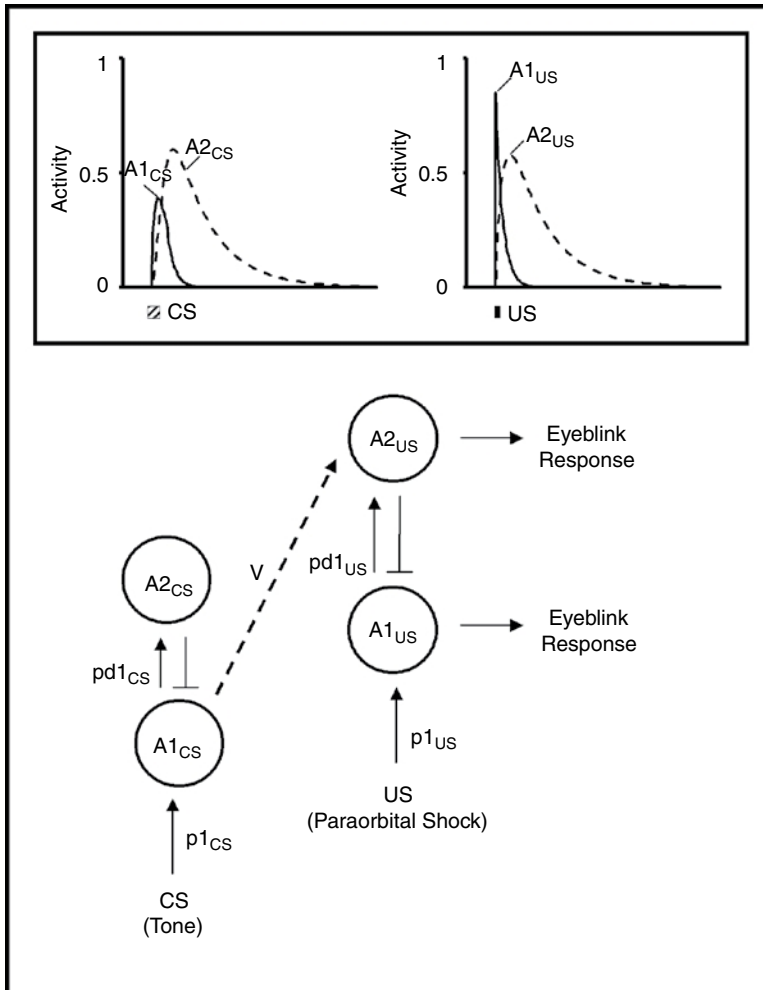 1
0.5
0
Activity
A1CS
A2CS
CS
1
0.5
0
Activity
A1US
A2US
US
A2US
Eyeblink
Response
V
pd1US
A2CS
A1US
Eyeblink
Response
pd1CS
A1CS
p1US
US
(Paraorbital Shock)
p1CS
CS
(Tone)